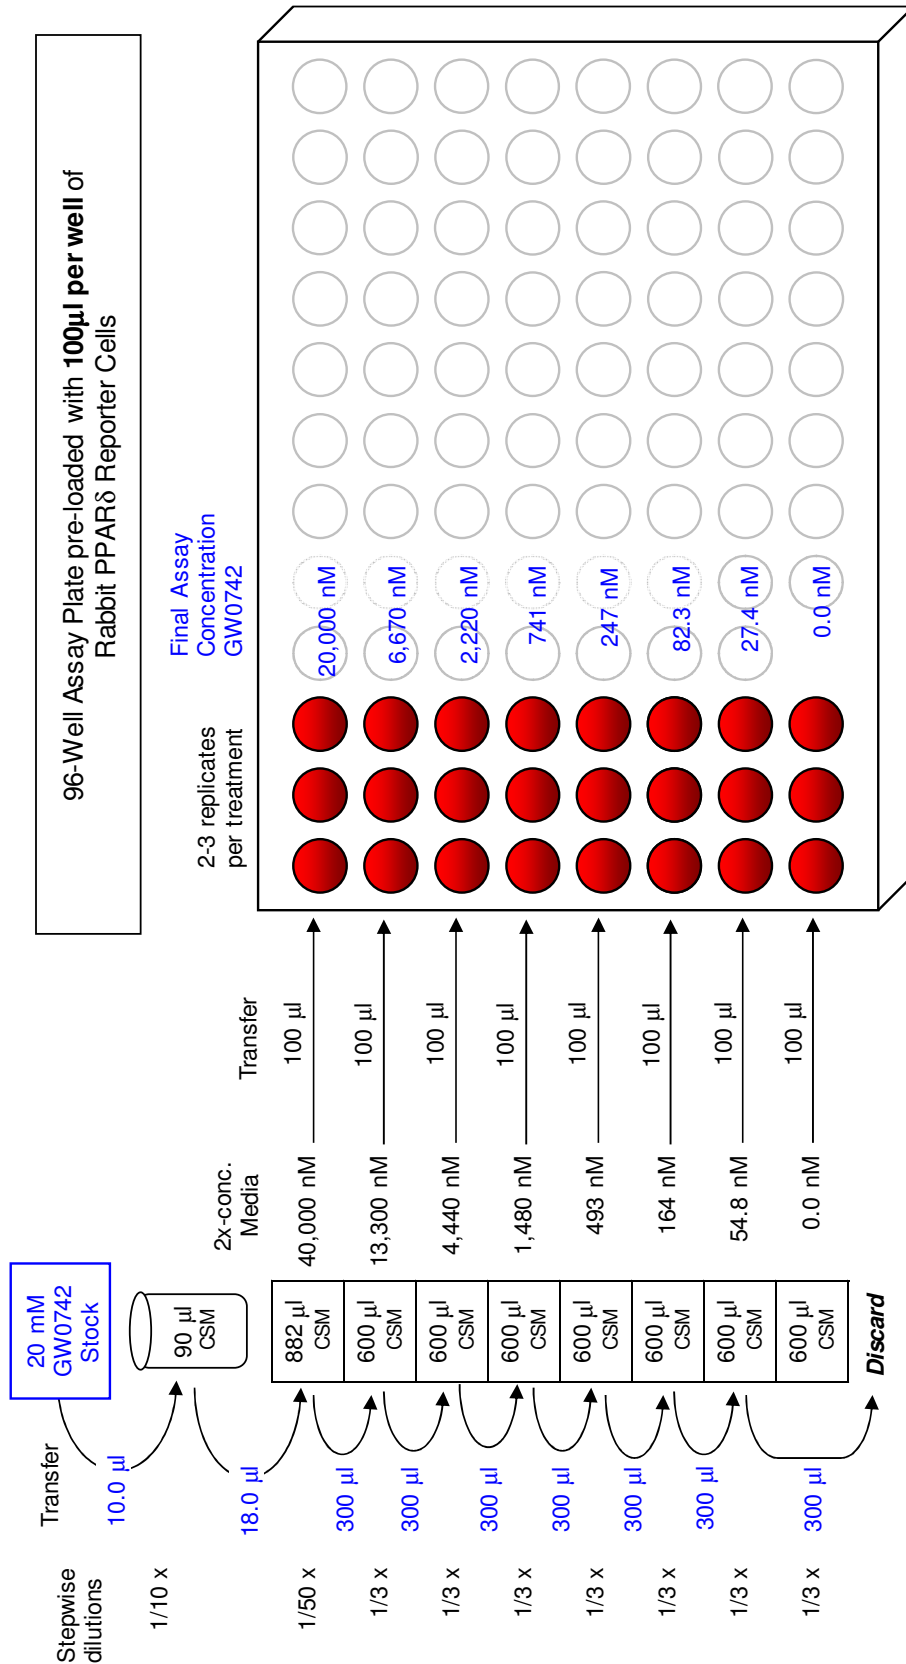 96-Well Assay Plate pre-loaded with 100µl per well of
Rabbit PPARδ Reporter Cells
Stepwise
dilutions
Transfer
20 mM
GW0742
Stock
2x-conc.
Media
Transfer
2-3 replicates
per treatment
Final Assay
Concentration
GW0742
1/10 x
10.0 µl
90 µl
CSM
1/50 x
18.0 µl
882 µl
CSM
40,000 nM
100 µl
20,000 nM
1/3 x
300 µl
600 µl
CSM
13,300 nM
100 µl
6,670 nM
1/3 x
300 µl
600 µl
CSM
4,440 nM
100 µl
2,220 nM
1/3 x
300 µl
600 µl
CSM
1,480 nM
100 µl
741 nM
1/3 x
300 µl
600 µl
CSM
493 nM
100 µl
247 nM
1/3 x
300 µl
600 µl
CSM
164 nM
100 µl
82.3 nM
1/3 x
300 µl
600 µl
CSM
54.8 nM
100 µl
27.4 nM
300 µl
600 µl
CSM
0.0 nM
100 µl
0.0 nM
Discard